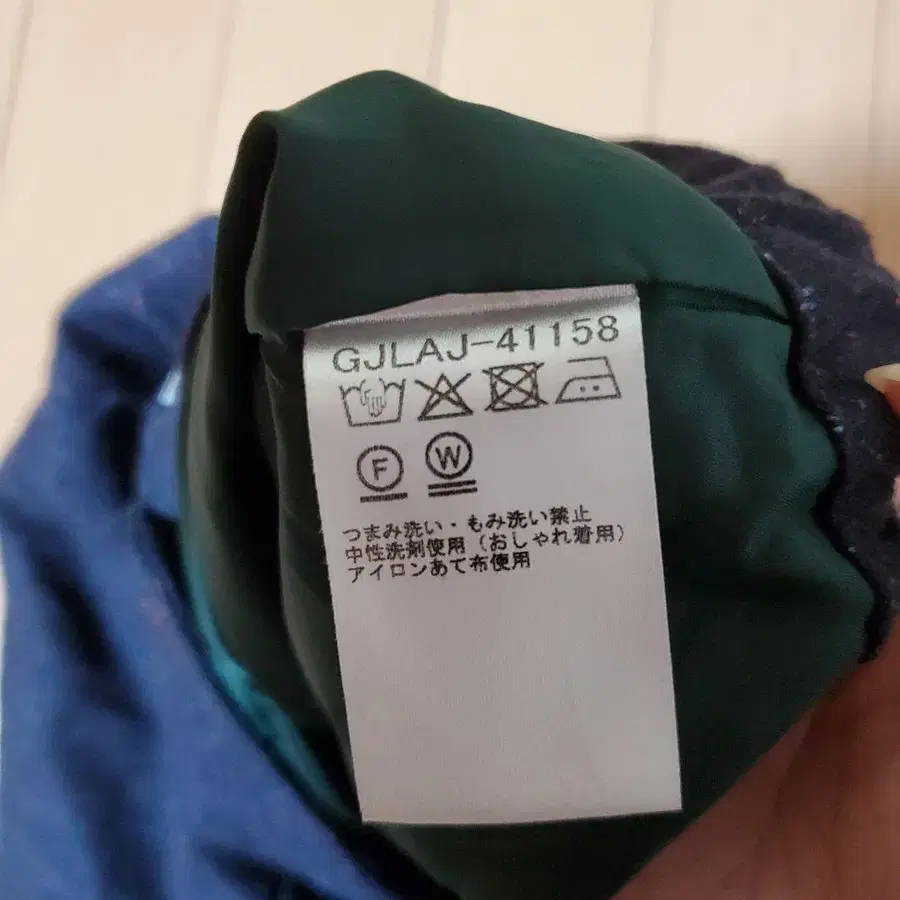 GJLAJ-41158
F W
つまみ洗い・もみ洗い禁止
中性洗剤使用(おしゃれ着用)
アイロンあて布使用